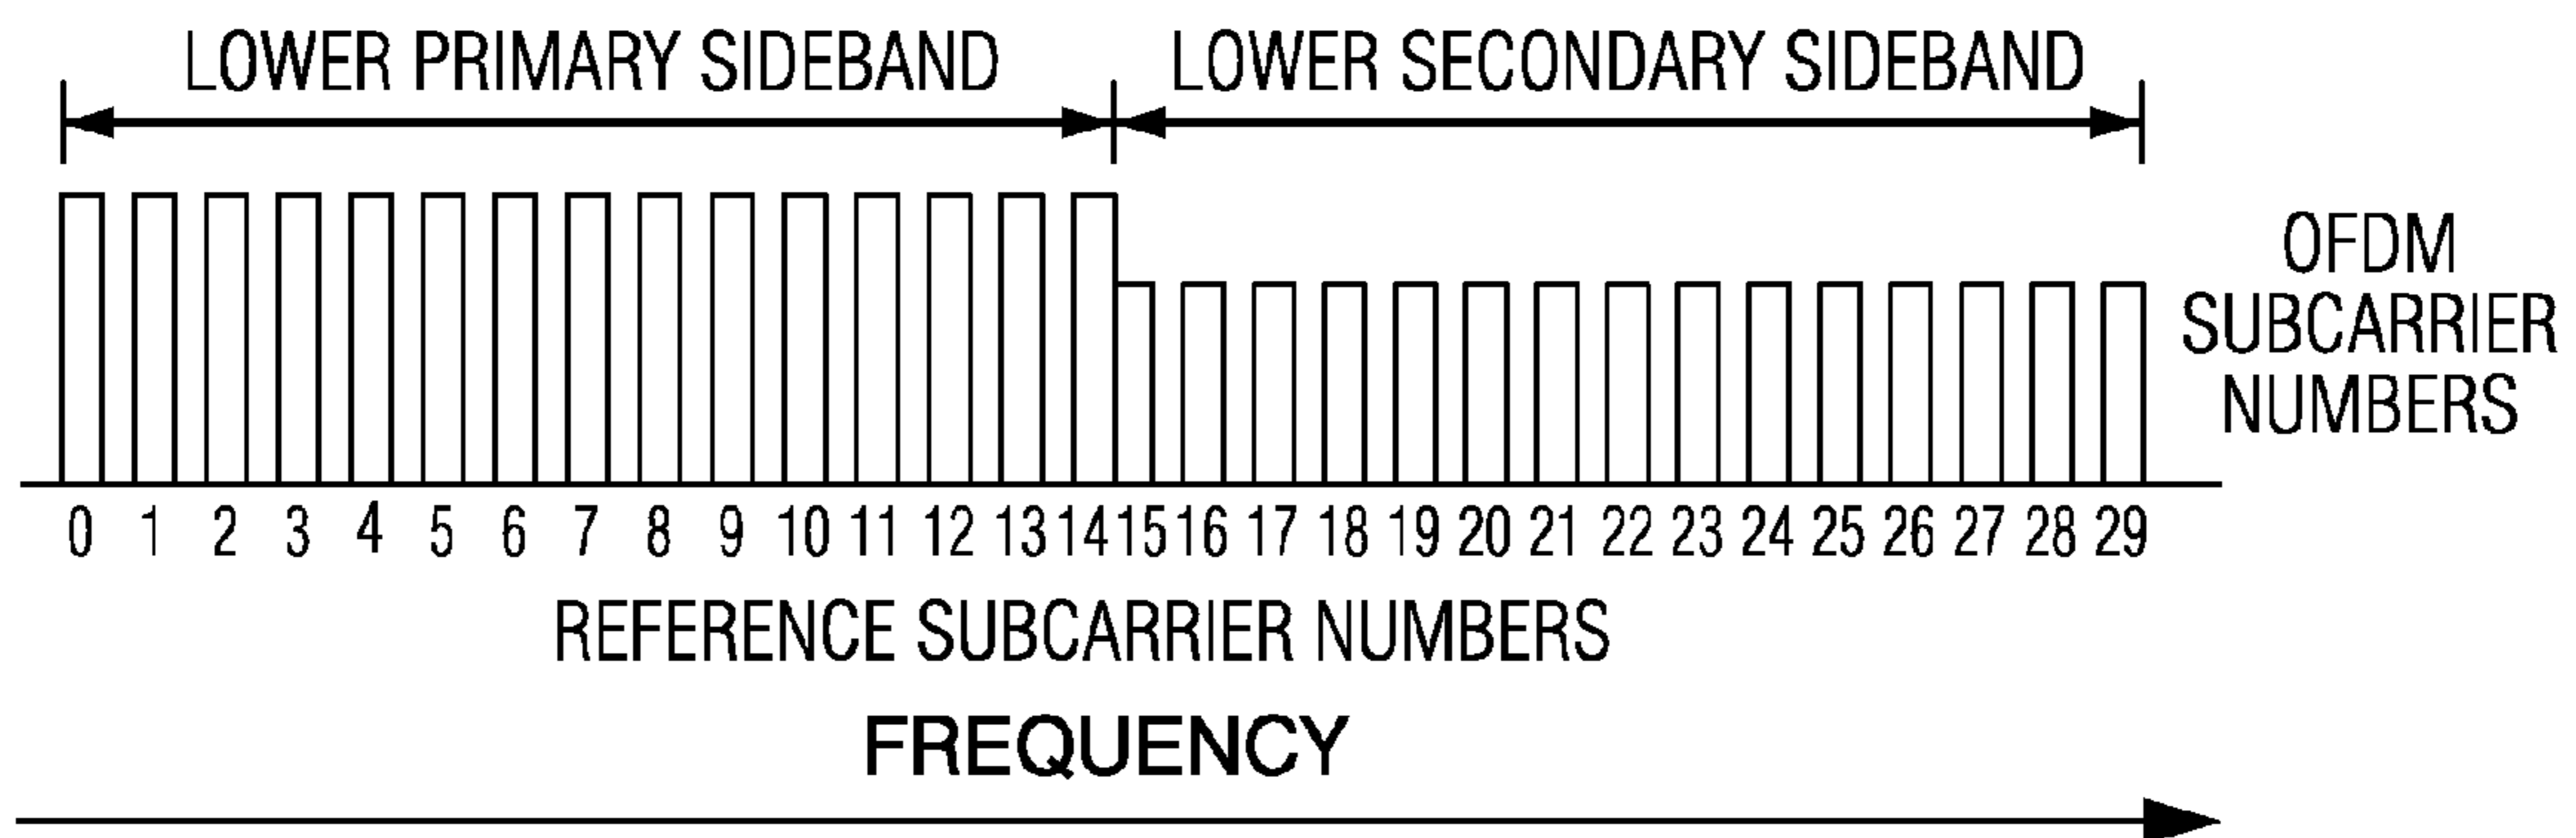 LOWER PRIMARY SIDEBAND LOWER SECONDARY SIDEBAND
OFDM
SUBCARRIER
NUMBERS
0 1 2 3 4 5 6 7 8 9 10 11 12 13 14 15 16 17 18 19 20 21 22 23 24 25 26 27 28 29
REFERENCE SUBCARRIER NUMBERS
FREQUENCY